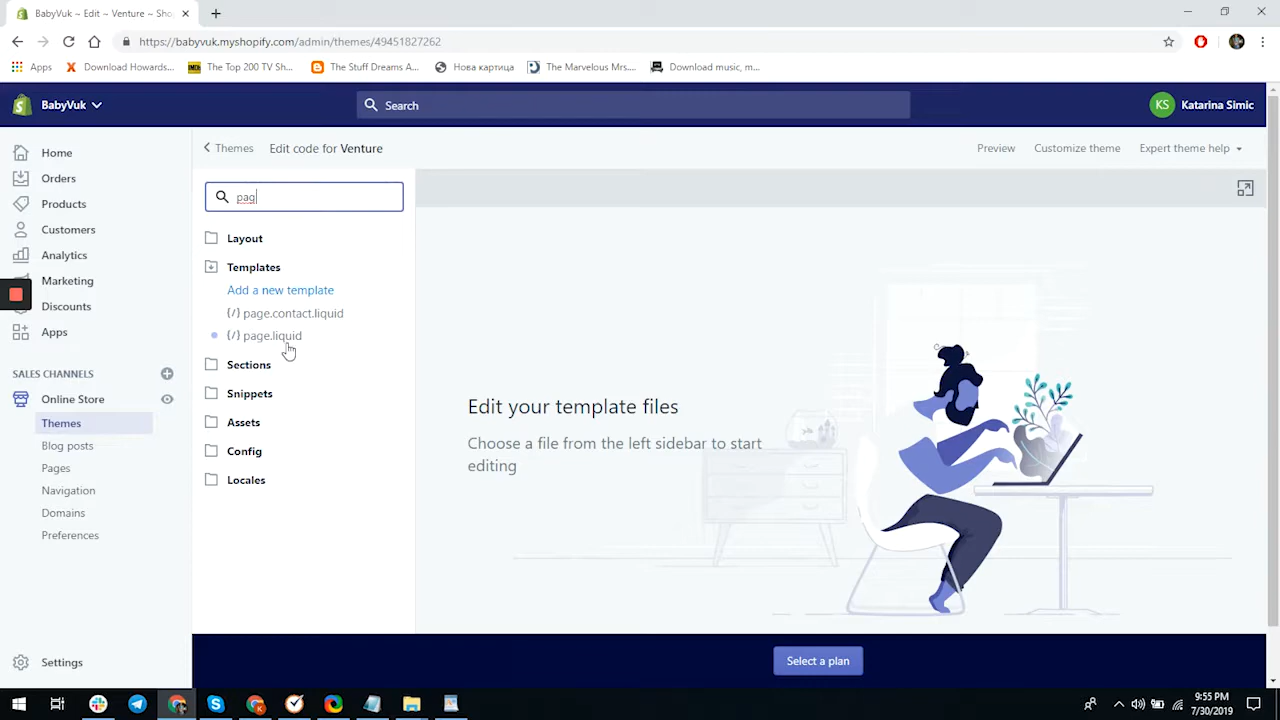 BabyVuk ~ Edit ~ Venture ~ Sho
https://babyvuk.myshopify.com/admin/themes/49451827262
Apps
Download Howards...
The Top 200 TV Sh...
The Stuff Dreams A...
Нова картица
The Marvelous Mrs....
Download music, m...
BabyVuk
Search
KS
Katarina Simic
Home
Orders
Products
Customers
Analytics
Marketing
Discounts
Apps
SALES CHANNELS
Online Store
Themes
Blog posts
Pages
Navigation
Domains
Preferences
Settings
Themes
Edit code for Venture
Preview
Customize theme
Expert theme help
pag
Layout
Templates
Add a new template
{/} page.contact.liquid
{/} page.liquid
Sections
Snippets
Assets
Config
Locales
Edit your template files
Choose a file from the left sidebar to start
editing
Select a plan
9:55 PM
7/30/2019